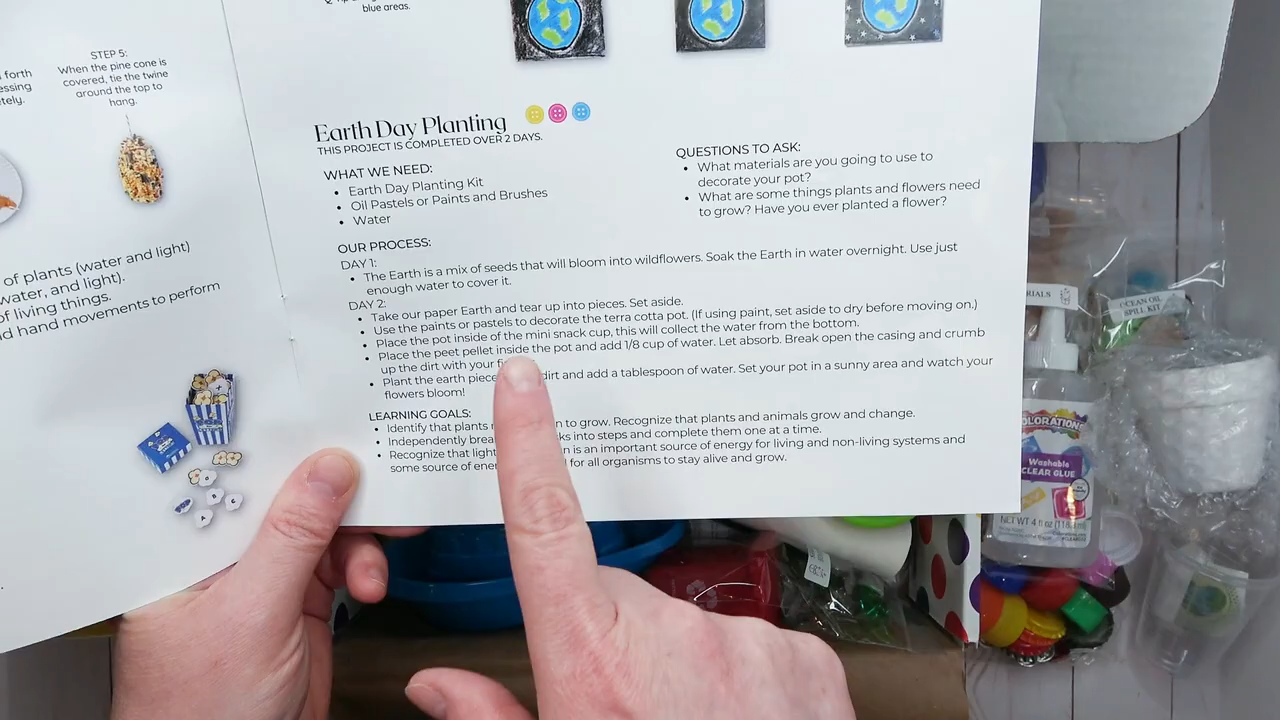 forth
essing
etely.
STEP 5:
When the pine cone is
covered, tie the twine
around the top to
hang.
of plants (water and light)
water, and light).
of living things.
d hand movements to perform
blue areas.
Earth Day Planting
THIS PROJECT IS COMPLETED OVER 2 DAYS.
WHAT WE NEED:
• Earth Day Planting Kit
• Oil Pastels or Paints and Brushes
• Water
QUESTIONS TO ASK:
• What materials are you going to use to
decorate your pot?
• What are some things plants and flowers need
to grow? Have you ever planted a flower?
OUR PROCESS:
DAY 1:
• The Earth is a mix of seeds that will bloom into wildflowers. Soak the Earth in water overnight. Use just
enough water to cover it.
DAY 2:
• Take our paper Earth and tear up into pieces. Set aside.
• Use the paints or pastels to decorate the terra cotta pot. (If using paint, set aside to dry before moving on.)
• Place the pot inside of the mini snack cup, this will collect the water from the bottom.
• Place the peet pellet inside the pot and add 1/8 cup of water. Let absorb. Break open the casing and crumb
up the dirt with your
• Plant the earth piece dirt and add a tablespoon of water. Set your pot in a sunny area and watch your
flowers bloom!
LEARNING GOALS:
• Identify that plants to grow. Recognize that plants and animals grow and change.
• Independently brea ks into steps and complete them one at a time.
• Recognize that light n is an important source of energy for living and non-living systems and
some source of ener for all organisms to stay alive and grow.
RIALS
OCEAN OIL
SPILL KIT
COLORATIONS
Washable
CLEAR GLUE
NET WT 4 fl oz